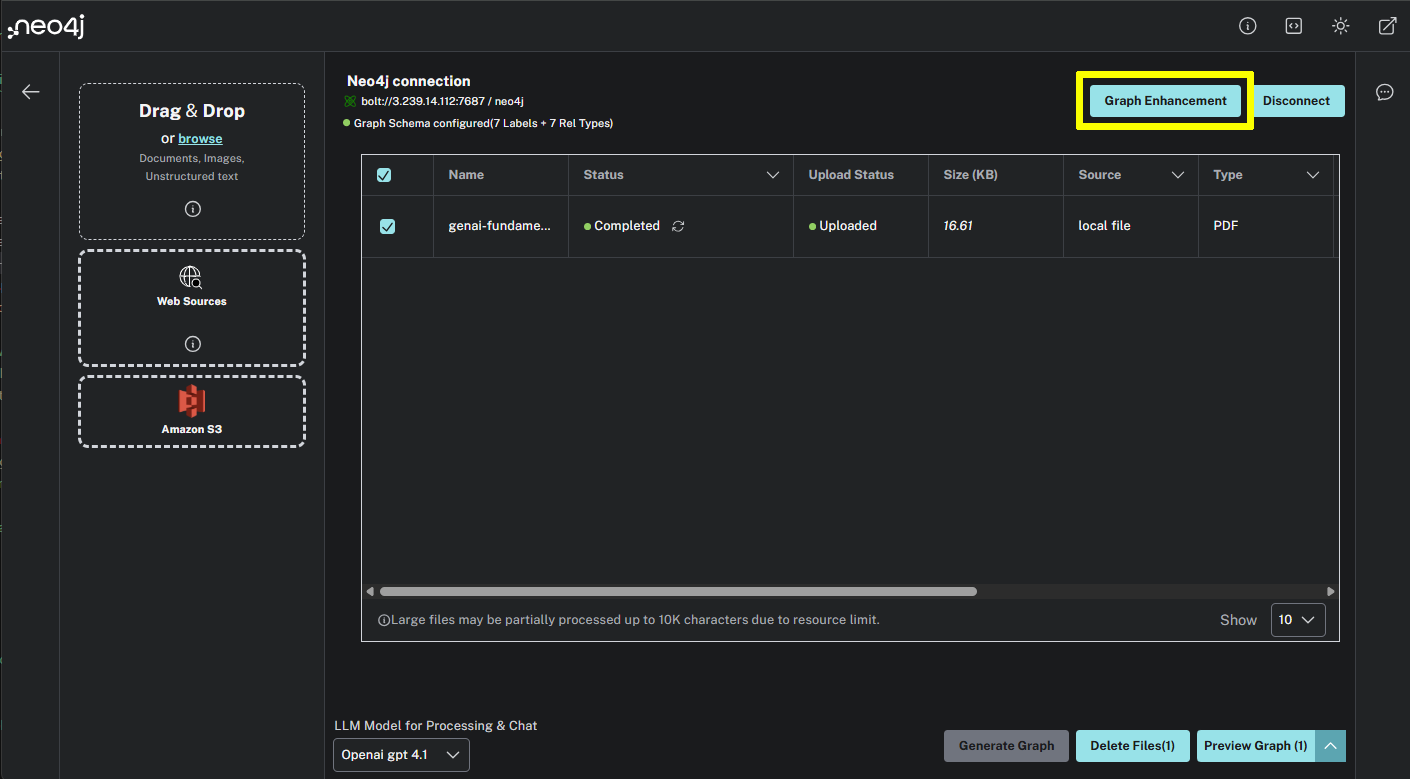 neo4j
Drag & Drop
or browse
Documents, Images,
Unstructured text
Web Sources
Amazon S3
Neo4j connection
bolt://3.239.14.112:7687 / neo4j
Graph Schema configured(7 Labels + 7 Rel Types)
Graph Enhancement
Disconnect
Name Status Upload Status Size (KB) Source Type
genai-fundame... Completed Uploaded 16.61 local file PDF
Large files may be partially processed up to 10K characters due to resource limit.
Show 10
LLM Model for Processing & Chat
Openai gpt 4.1
Generate Graph
Delete Files(1)
Preview Graph (1)